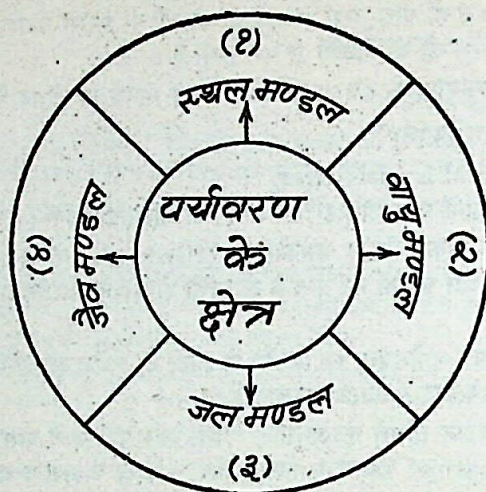 (१)
स्थल मण्डल
पर्यावरण
के
क्षेत्र
वायु मण्डल
(२)
जल मण्डल
(३)
जैव मण्डल
(४)